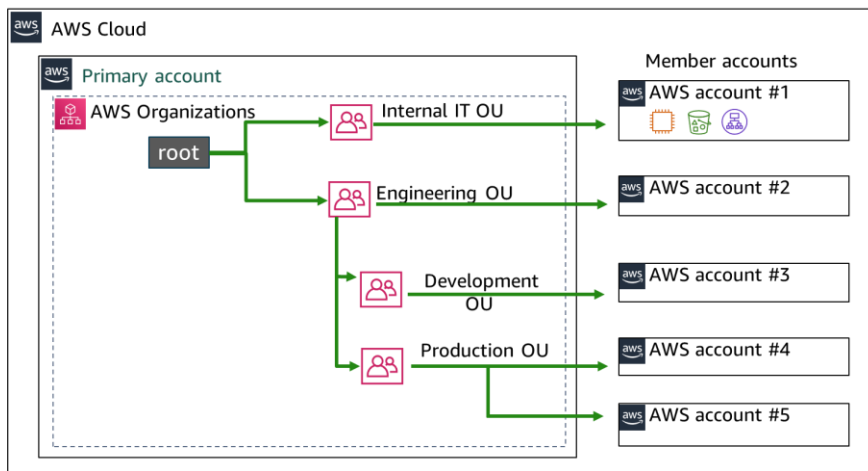 aws
AWS Cloud
aws
Primary account
AWS Organizations
root
Internal IT OU
Engineering OU
Development
OU
Production OU
Member accounts
aws
AWS account #1
aws
AWS account #2
aws
AWS account #3
aws
AWS account #4
aws
AWS account #5